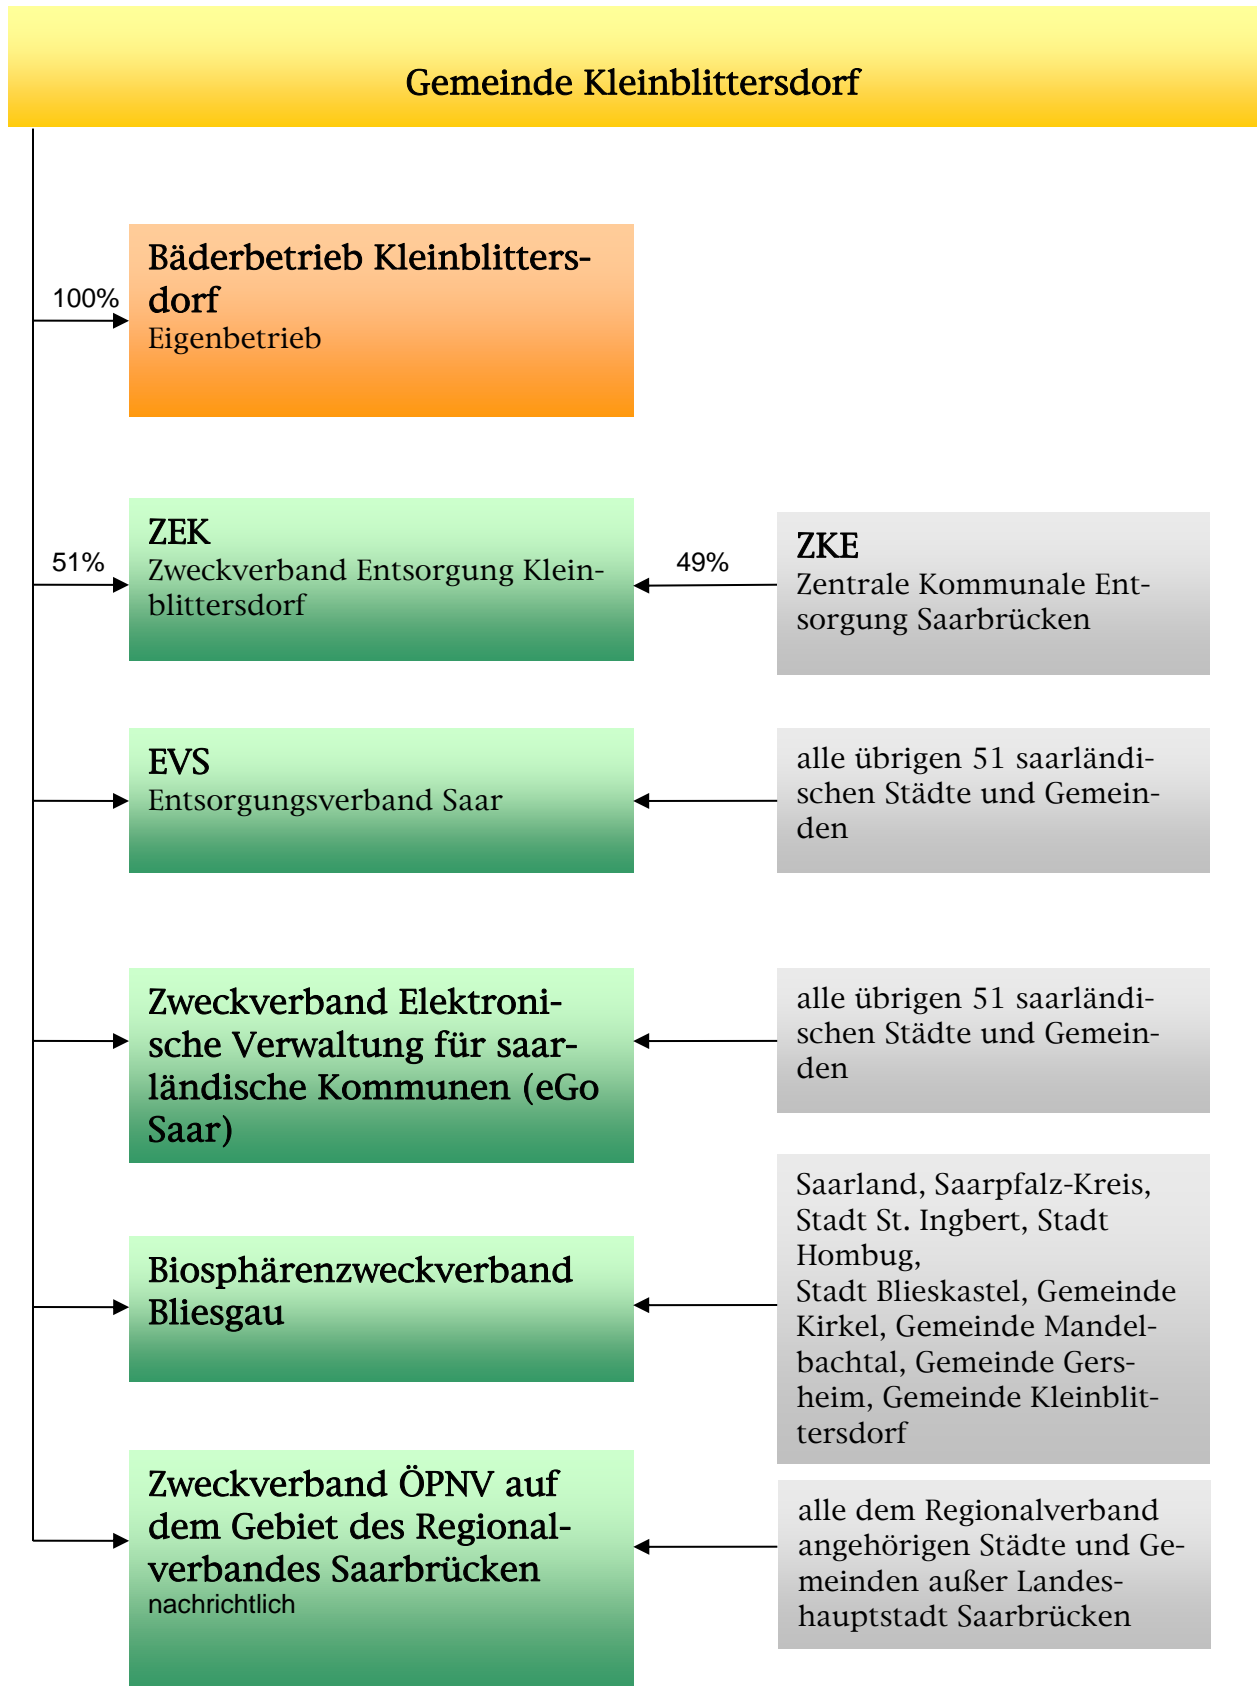 Gemeinde Kleinblittersdorf
100%
Bäderbetrieb Kleinblitters-
dorf
Eigenbetrieb
51%
ZEK
Zweckverband Entsorgung Klein-
blittersdorf
49%
ZKE
Zentrale Kommunale Ent-
sorgung Saarbrücken
EVS
Entsorgungsverband Saar
alle übrigen 51 saarländi-
schen Städte und Gemein-
den
Zweckverband Elektroni-
sche Verwaltung für saar-
ländische Kommunen (eGo
Saar)
alle übrigen 51 saarländi-
schen Städte und Gemein-
den
Biosphärenzweckverband
Bliesgau
Saarland, Saarpfalz-Kreis,
Stadt St. Ingbert, Stadt
Hombug,
Stadt Blieskastel, Gemeinde
Kirkel, Gemeinde Mandel-
bachtal, Gemeinde Gers-
heim, Gemeinde Kleinblit-
tersdorf
Zweckverband ÖPNV auf
dem Gebiet des Regional-
verbandes Saarbrücken
nachrichtlich
alle dem Regionalverband
angehörigen Städte und Ge-
meinden außer Landes-
hauptstadt Saarbrücken